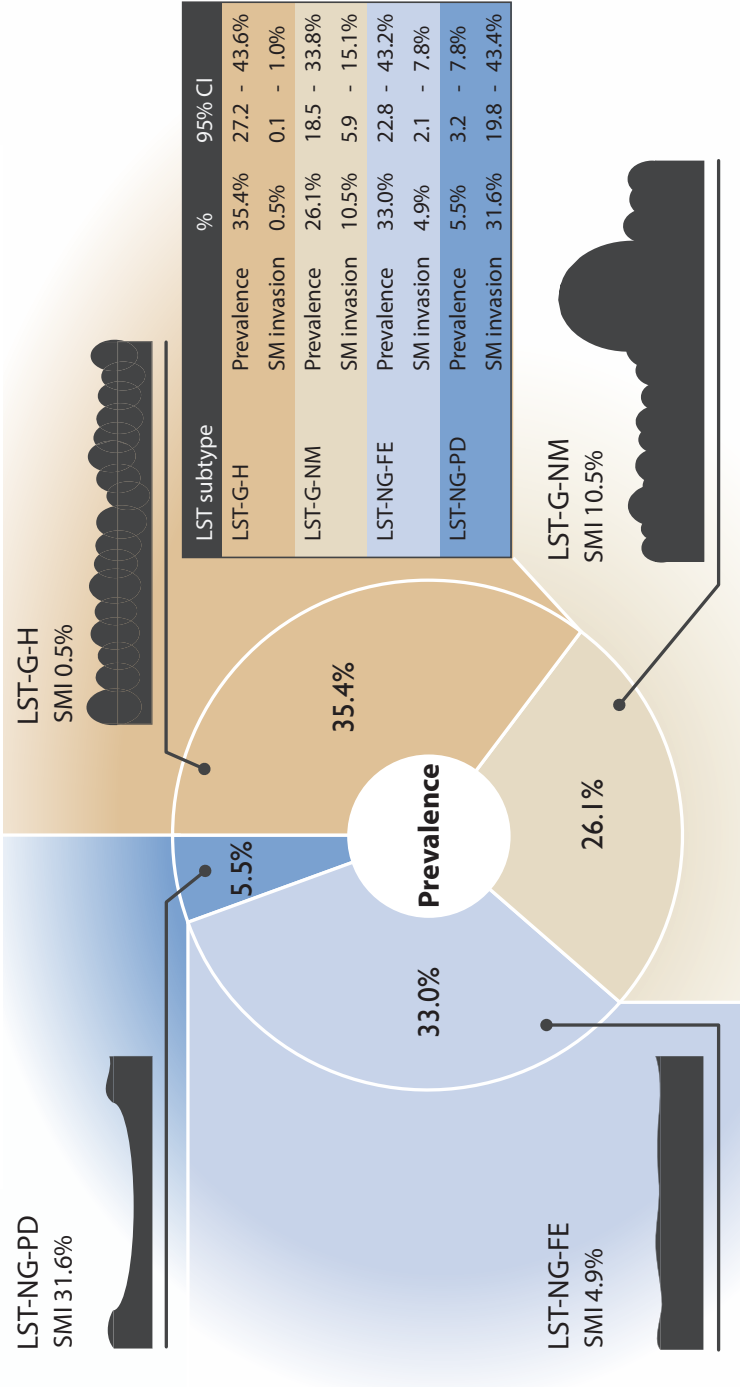 LST-NG-PD
SMI 31.6%
LST-G-H
SMI 0.5%
5.5%
35.4%
Prevalence
33.0%
26.1%
LST subtype % 95% CI
LST-G-H Prevalence 35.4% 27.2 - 43.6%
SM invasion 0.5% 0.1 - 1.0%
LST-G-NM Prevalence 26.1% 18.5 - 33.8%
SM invasion 10.5% 5.9 - 15.1%
LST-NG-FE Prevalence 33.0% 22.8 - 43.2%
SM invasion 4.9% 2.1 - 7.8%
LST-NG-PD Prevalence 5.5% 3.2 - 7.8%
SM invasion 31.6% 19.8 - 43.4%
LST-NG-FE
SMI 4.9%
LST-G-NM
SMI 10.5%